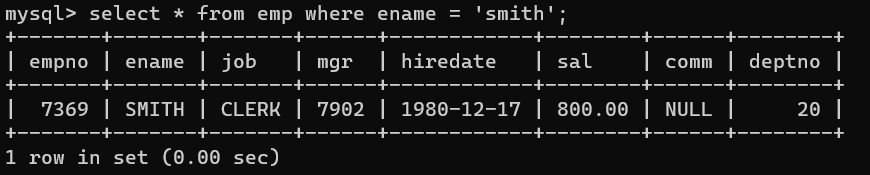 mysql> select * from emp where ename = 'smith';
+-------+-------+-------+------+------------+--------+------+--------+
| empno | ename | job   | mgr  | hiredate   | sal    | comm | deptno |
+-------+-------+-------+------+------------+--------+------+--------+
|  7369 | SMITH | CLERK | 7902 | 1980-12-17 | 800.00 | NULL |     20 |
+-------+-------+-------+------+------------+--------+------+--------+
1 row in set (0.00 sec)